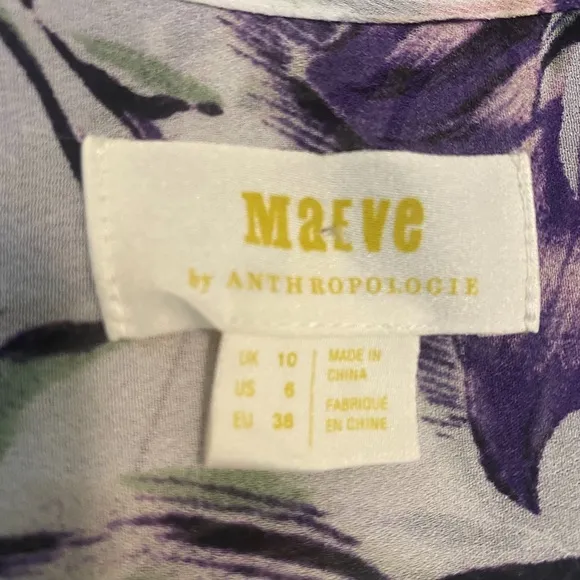 MaEVe
by ANTHROPOLOGIE
UK 10
US 6
EU 38
MADE IN
CHINA
FABRIQUÉ
EN CHINE